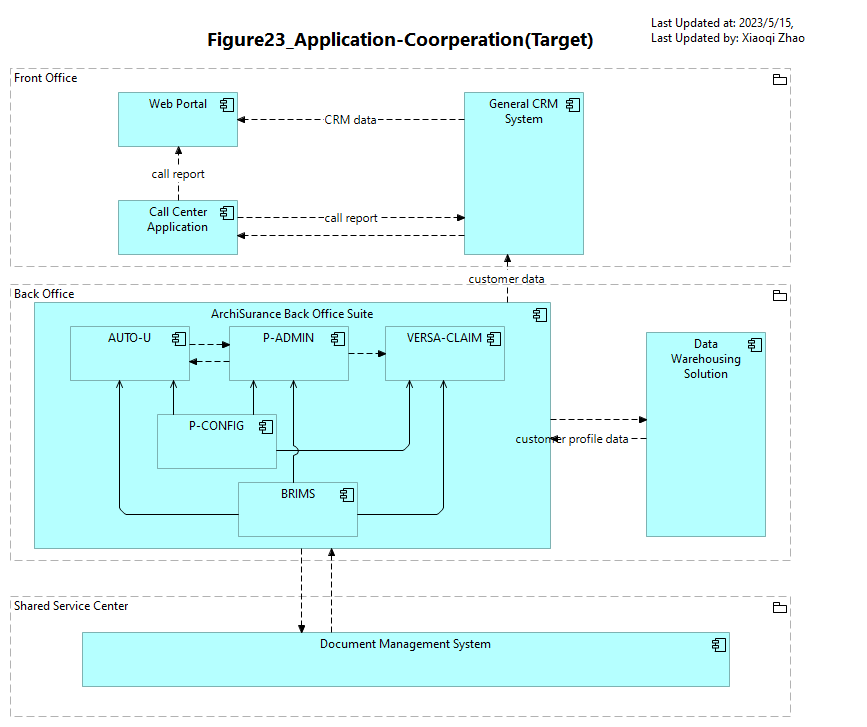 Last Updated at: 2023/5/15,
Last Updated by: Xiaoqi Zhao
Figure23_Application-Coorperation(Target)
Front Office
Web Portal
General CRM
System
CRM data
call report
Call Center
Application
call report
customer data
Back Office
ArchiSurance Back Office Suite
AUTO-U
P-ADMIN
VERSA-CLAIM
Data
Warehousing
Solution
P-CONFIG
customer profile data
BRIMS
Shared Service Center
Document Management System